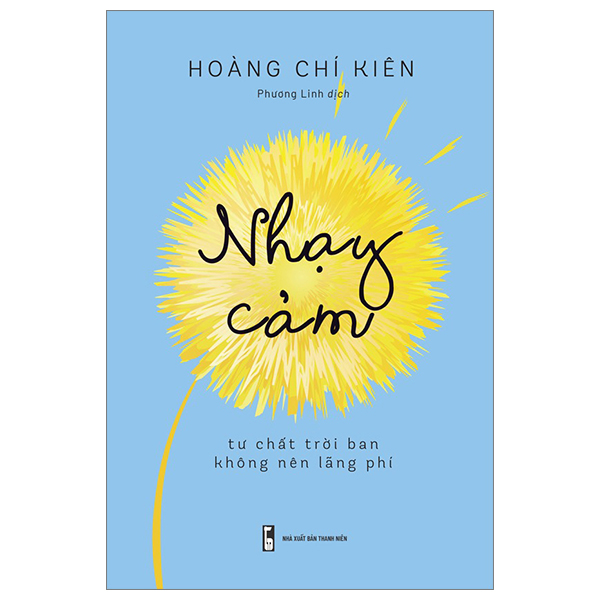 HOÀNG CHÍ KIÊN
Phương Linh dịch
Nhạy
cảm
tư chất trời ban
không nên lãng phí
NHÀ XUẤT BẢN THANH NIÊN